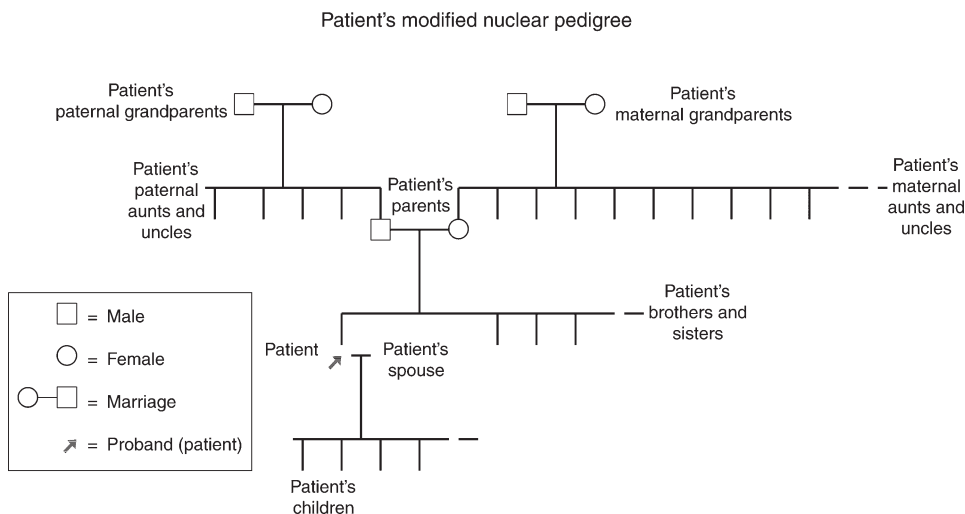 Patient’s modified nuclear pedigree
Patient’s
paternal grandparents
Patient’s
maternal grandparents
Patient’s
paternal
aunts and
uncles
Patient’s
parents
Patient’s
maternal
aunts and
uncles
Patient’s
brothers and
sisters
= Male
= Female
= Marriage
= Proband (patient)
Patient
Patient’s
spouse
Patient’s
children